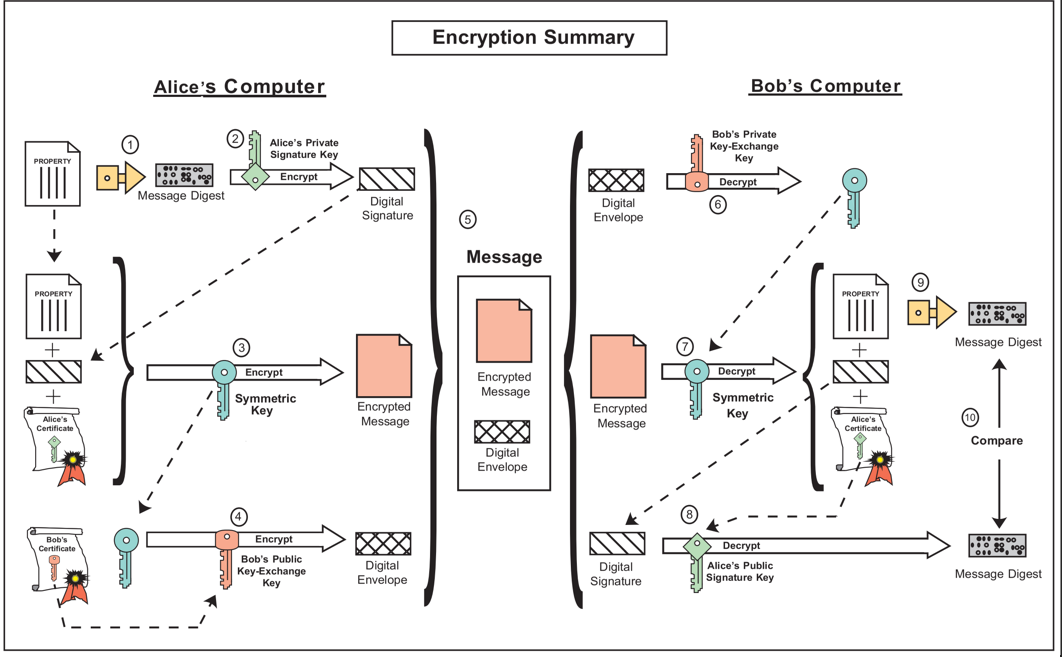 Encryption Summary
Alice's Computer
Bob's Computer
PROPERTY
1
Message Digest
2
Alice's Private
Signature Key
Encrypt
Digital
Signature
PROPERTY
+
+
Alice's
Certificate
3
Encrypt
Symmetric
Key
Encrypted
Message
Bob's
Certificate
4
Encrypt
Bob's Public
Key-Exchange
Key
Digital
Envelope
5
Message
Encrypted
Message
Digital
Envelope
Digital
Envelope
Bob's Private
Key-Exchange
Key
Decrypt
6
Encrypted
Message
7
Decrypt
Symmetric
Key
PROPERTY
+
+
Alice's
Certificate
9
Message Digest
10
Compare
Digital
Signature
8
Decrypt
Alice's Public
Signature Key
Message Digest